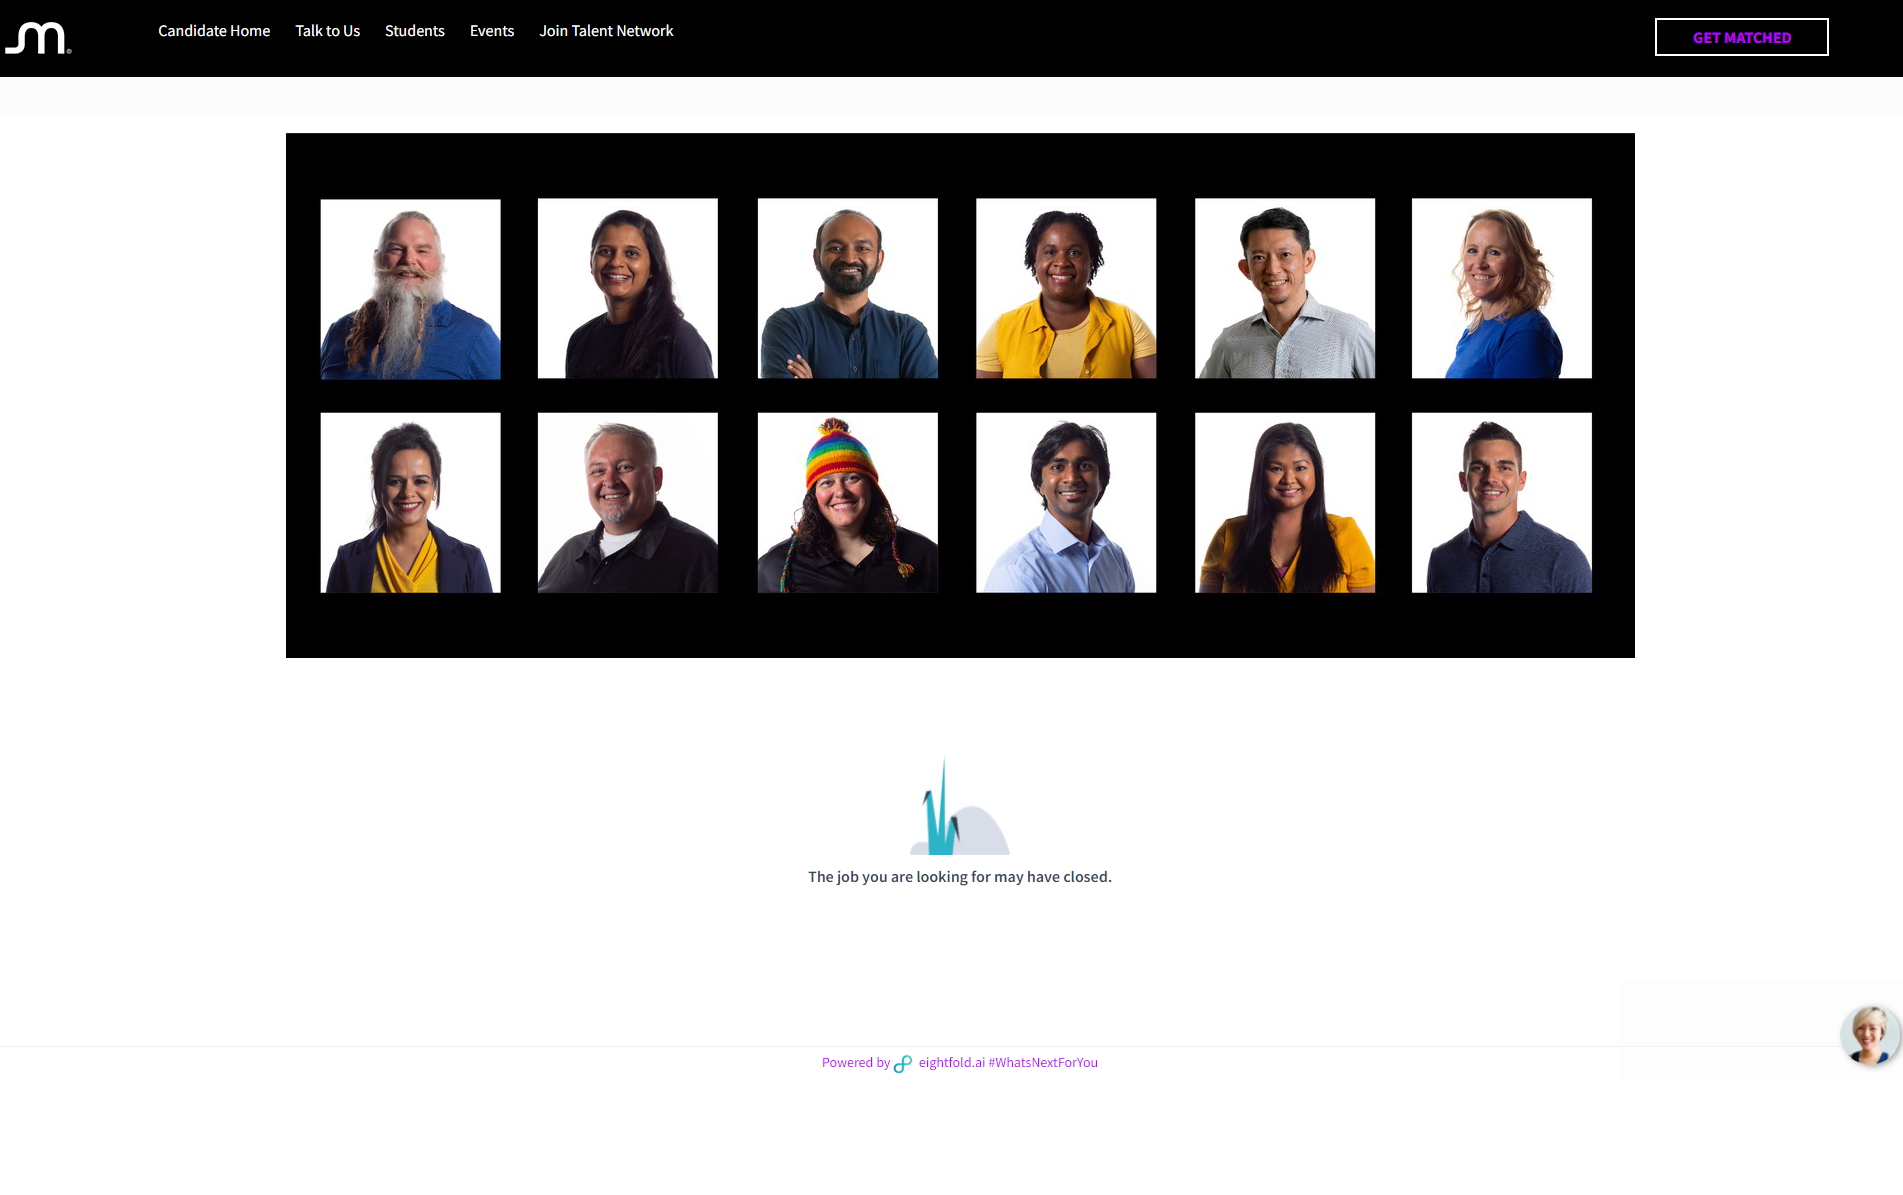 Candidate Home
Talk to Us
Students
Events
Join Talent Network
GET MATCHED
The job you are looking for may have closed.
Powered by eightfold.ai #WhatsNextForYou